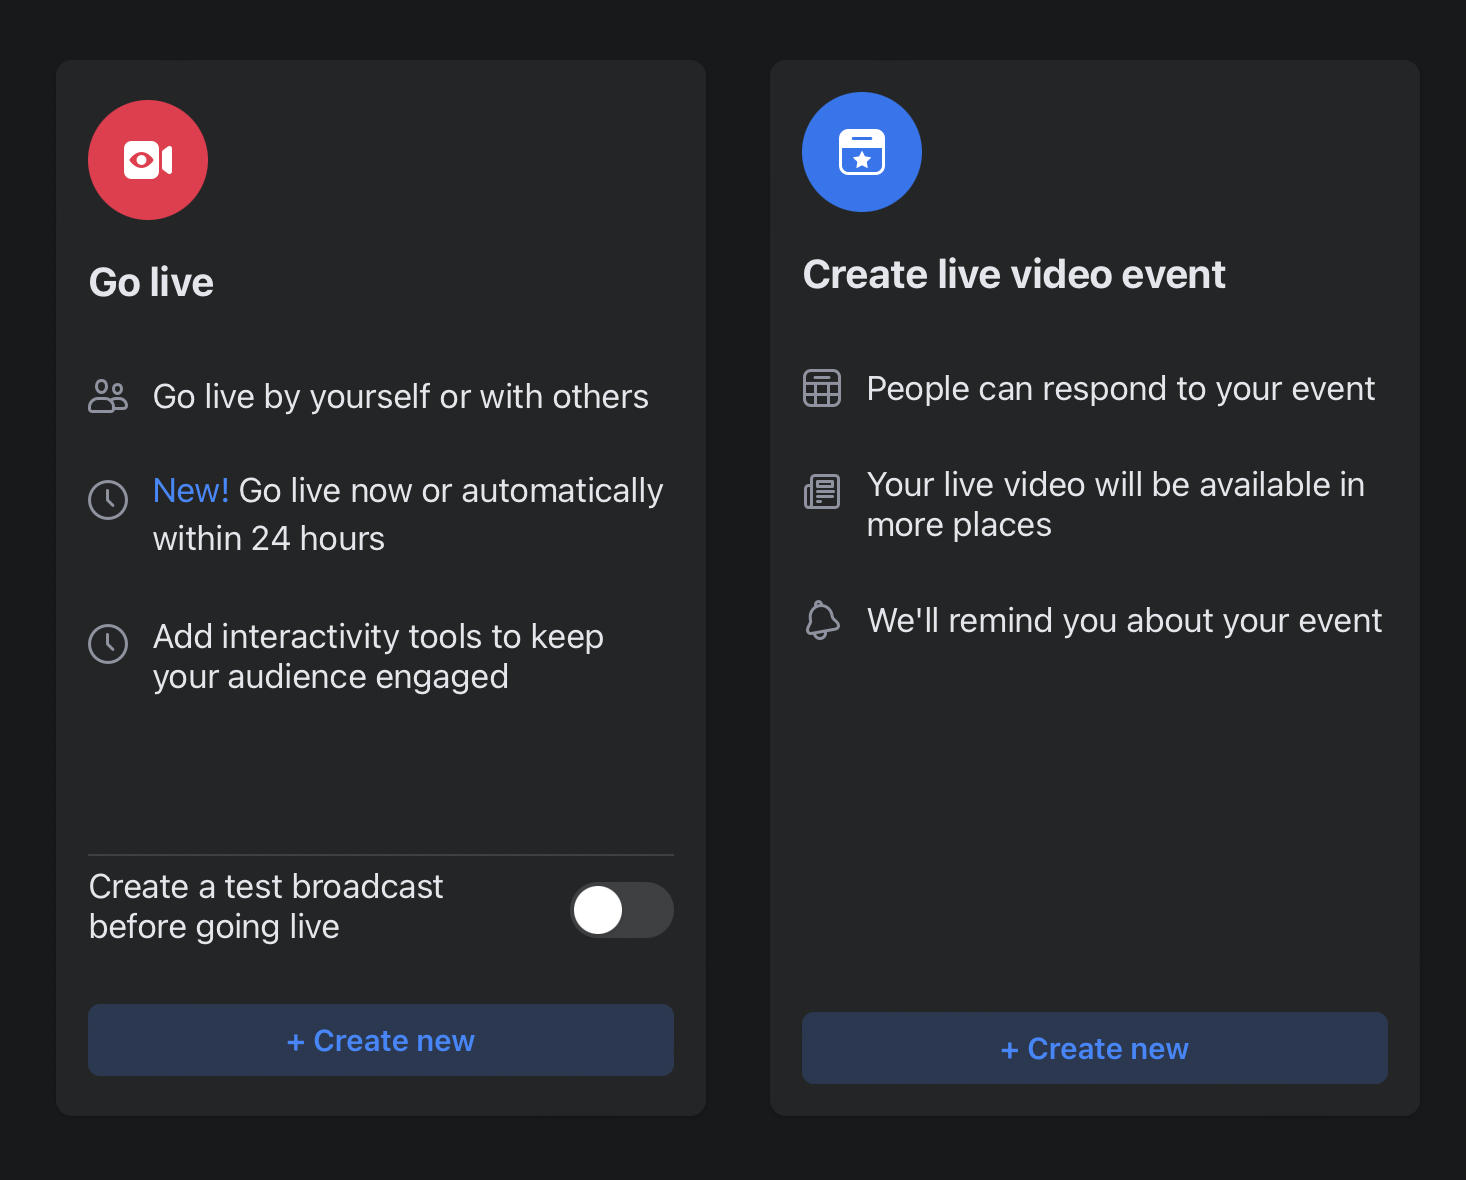 Go live
Go live by yourself or with others
New! Go live now or automatically
within 24 hours
Add interactivity tools to keep
your audience engaged
Create a test broadcast
before going live
+ Create new
Create live video event
People can respond to your event
Your live video will be available in
more places
We'll remind you about your event
+ Create new